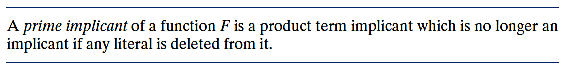 A prime implicant of a function F is a product term implicant which is no longer an
implicant if any literal is deleted from it.